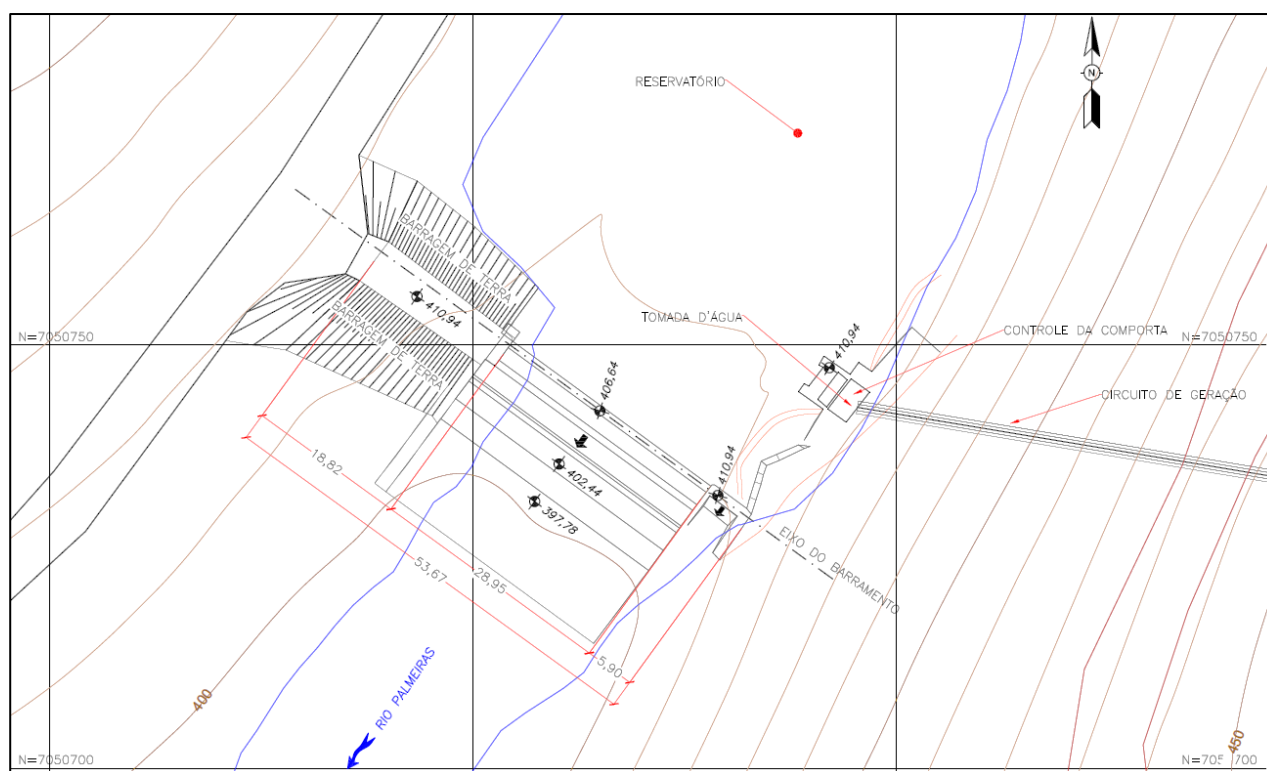 RESERVATÓRIO
N
BARRAGEM DE TERRA
410,94
BARRAGEM DE TERRA
N=7050750
TOMADA D'ÁGUA
410,94
CONTROLE DA COMPORTA
N=7050750
406,64
CIRCUITO DE GERAÇÃO
18,82
402,44
410,94
397,78
EIXO DO BARRAMENTO
53,67
28,95
5,90
400
RIO PALMEIRAS
450
N=7050700